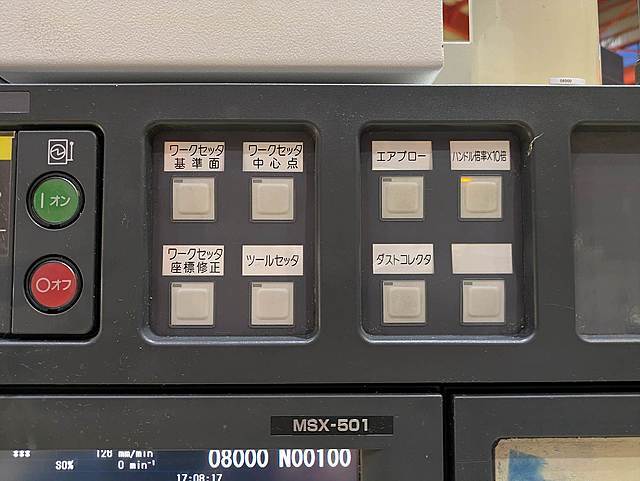 ワークセッタ
基準面
ワークセッタ
中心点
エアブロー
ハンドル倍率X10倍
オン
ワークセッタ
座標修正
ツールセッタ
ダストコレクタ
オフ
MSX-501
*** 126 mm/min
O8000 N00100
S0% 0 min⁻¹
17:08:17